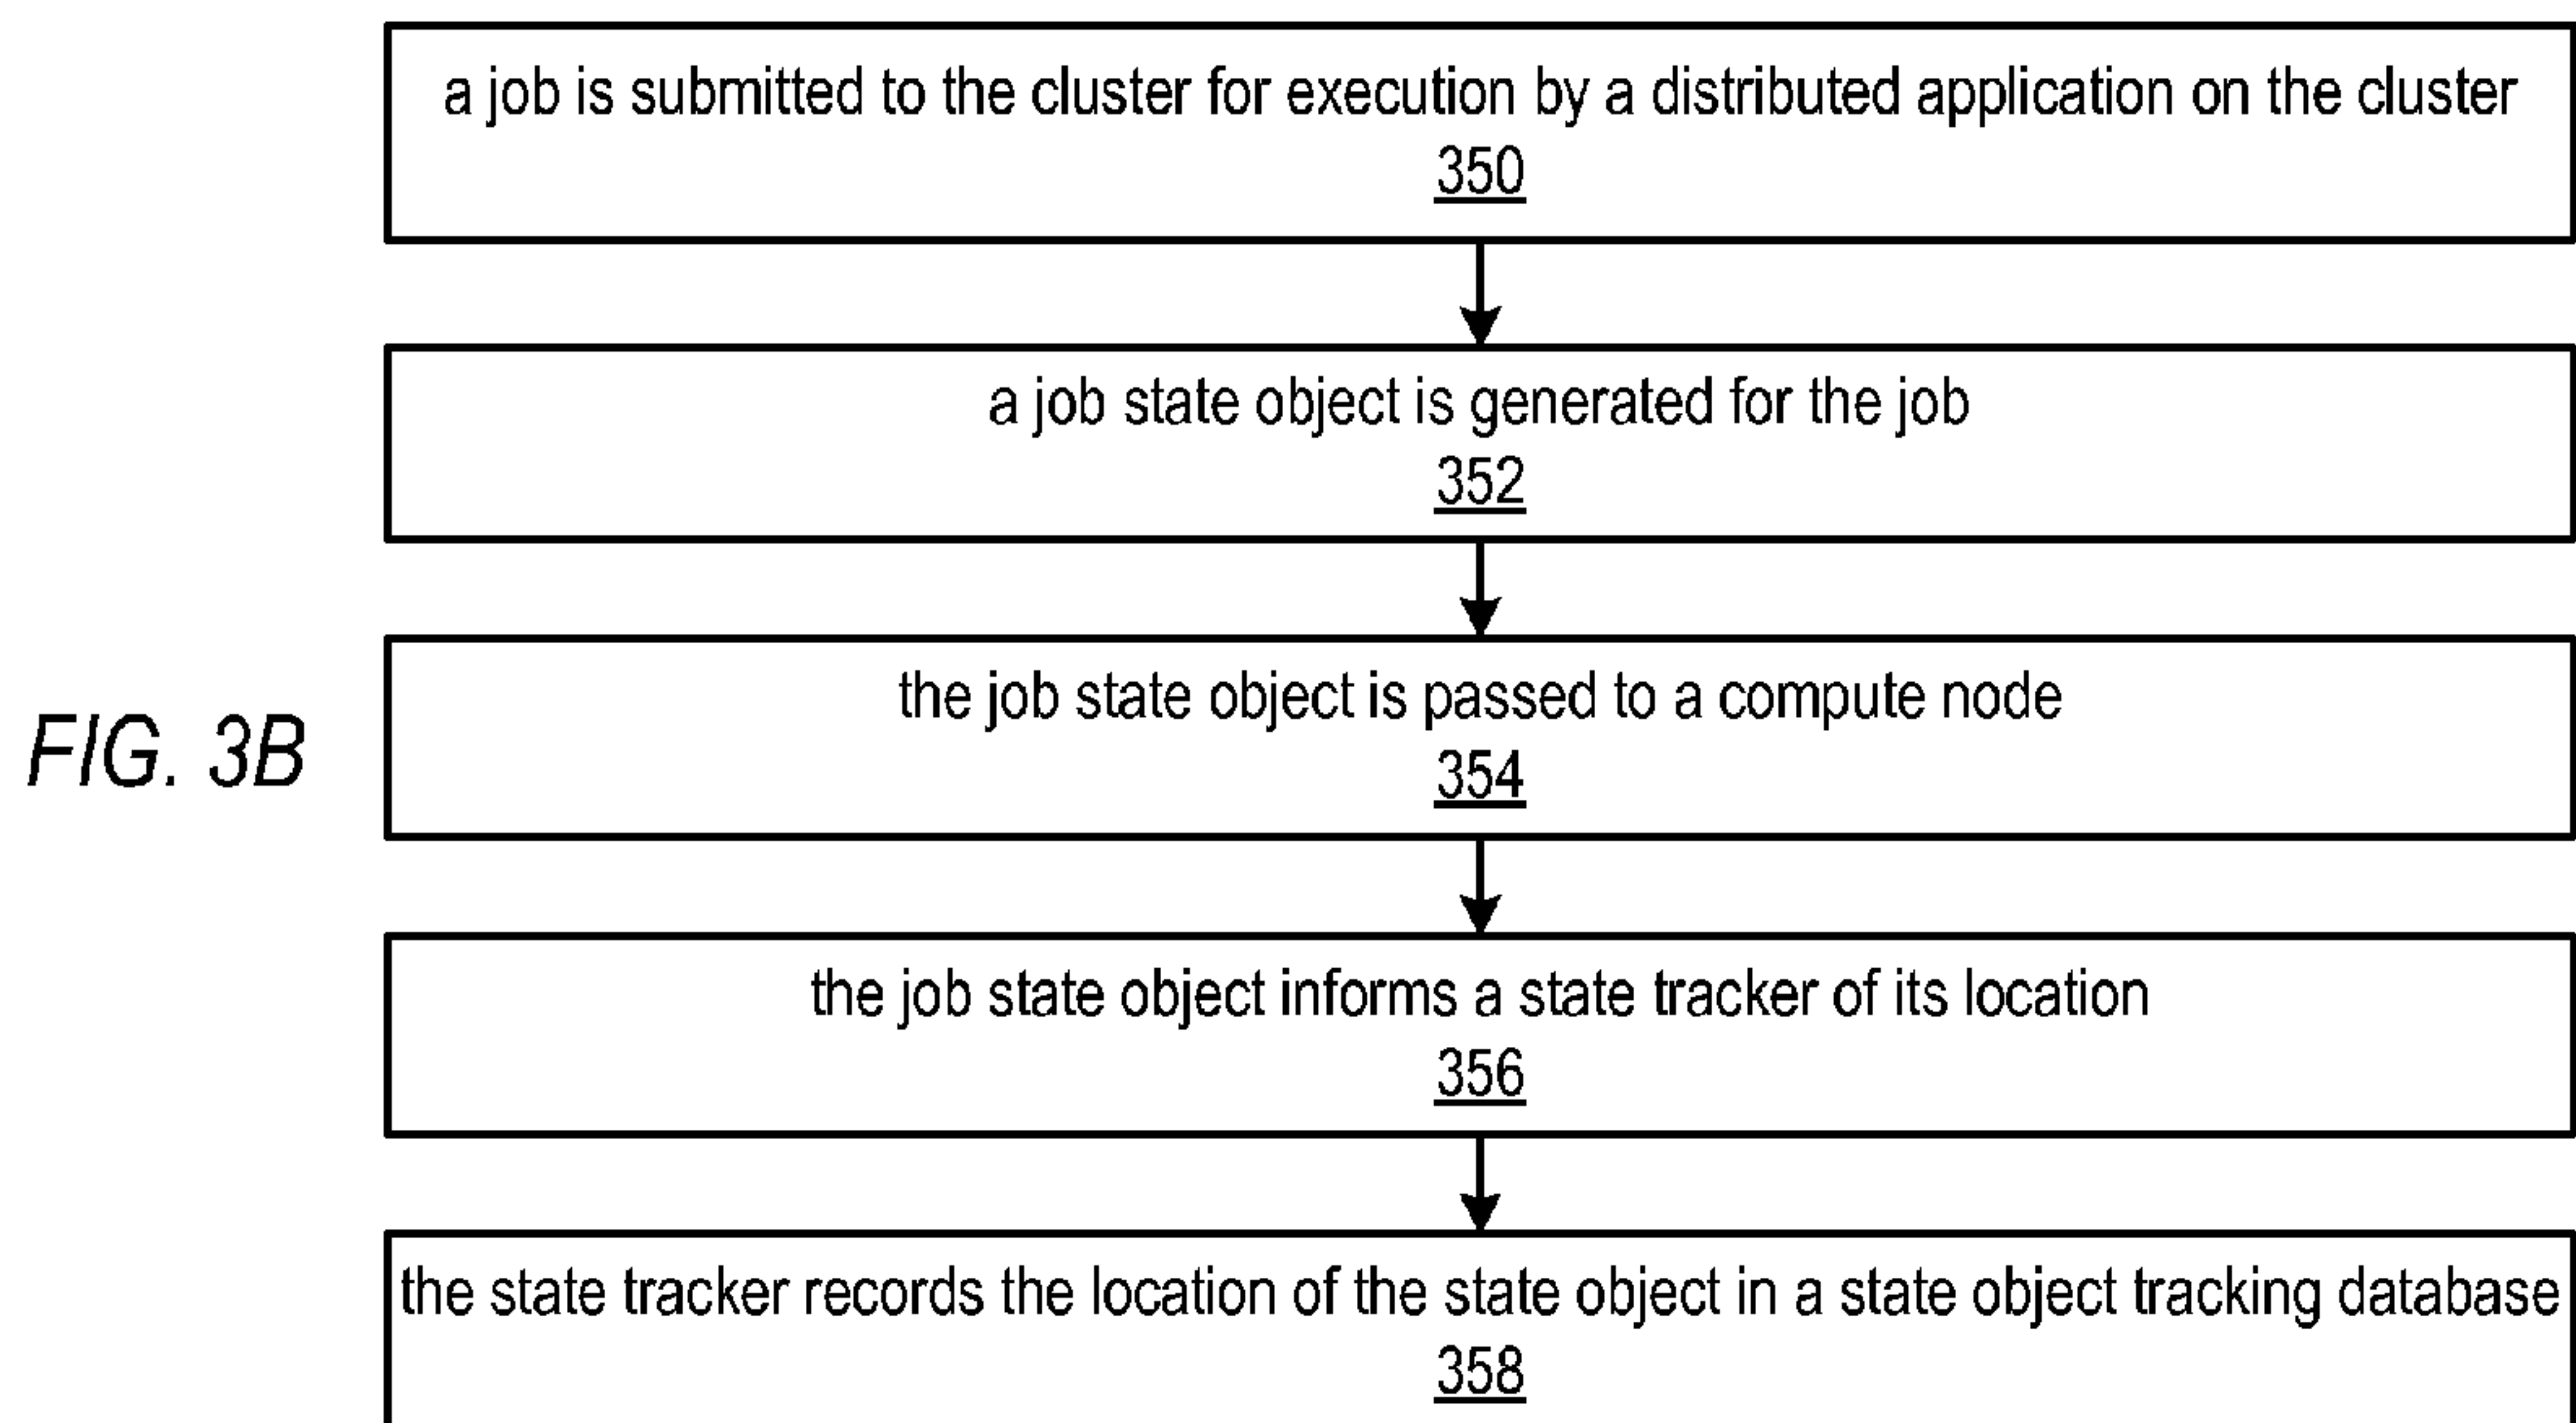 a job is submitted to the cluster for execution by a distributed application on the cluster
350
a job state object is generated for the job
352
the job state object is passed to a compute node
354
FIG. 3B
the job state object informs a state tracker of its location
356
the state tracker records the location of the state object in a state object tracking database
358